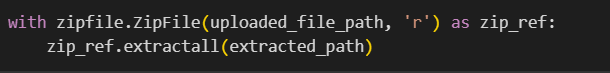 with zipfile.ZipFile(uploaded_file_path, 'r') as zip_ref:
    zip_ref.extractall(extracted_path)